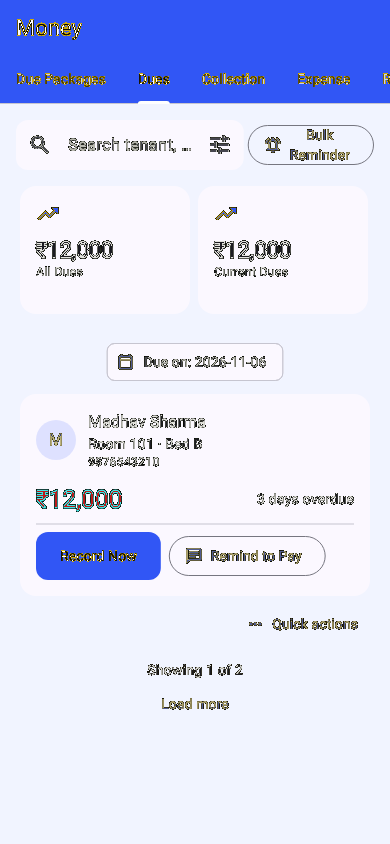 Money
Due Packages Dues Collection Expense
Search tenant, ...
Bulk
Reminder
₹12,000
All Dues
₹12,000
Current Dues
Due on: 2026-11-06
M
Madhav Sharma
Room 101 - Bed B
9876543210
₹12,000
3 days overdue
Record Now
Remind to Pay
Quick actions
Showing 1 of 2
Load more